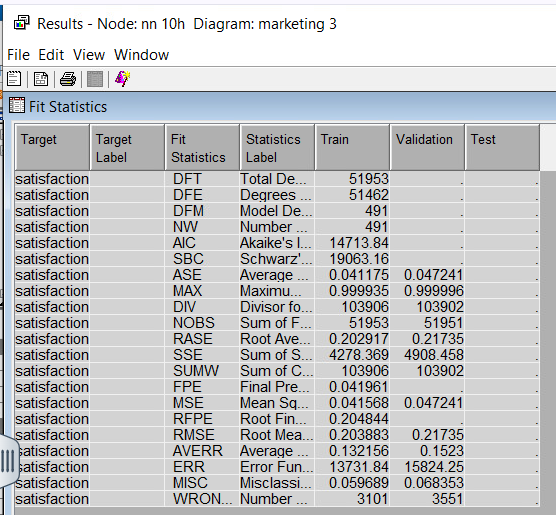 Results - Node: nn 10h  Diagram: marketing 3
File Edit View Window
Fit Statistics
Target Target Label Fit Statistics Statistics Label Train Validation Test
satisfaction DFT Total De... 51953 . .
satisfaction DFE Degrees ... 51462 . .
satisfaction DFM Model De... 491 . .
satisfaction NW Number ... 491 . .
satisfaction AIC Akaike's I... 14713.84 . .
satisfaction SBC Schwarz'... 19063.16 . .
satisfaction ASE Average ... 0.041175 0.047241 .
satisfaction MAX Maximu... 0.999935 0.999996 .
satisfaction DIV Divisor fo... 103906 103902 .
satisfaction NOBS Sum of F... 51953 51951 .
satisfaction RASE Root Ave... 0.202917 0.21735 .
satisfaction SSE Sum of S... 4278.369 4908.458 .
satisfaction SUMW Sum of C... 103906 103902 .
satisfaction FPE Final Pre... 0.041961 . .
satisfaction MSE Mean Sq... 0.041568 0.047241 .
satisfaction RFPE Root Fin... 0.204844 . .
satisfaction RMSE Root Mea... 0.203883 0.21735 .
satisfaction AVERR Average ... 0.132156 0.1523 .
satisfaction ERR Error Fun... 13731.84 15824.25 .
satisfaction MISC Misclassi... 0.059689 0.068353 .
satisfaction WRON... Number ... 3101 3551 .